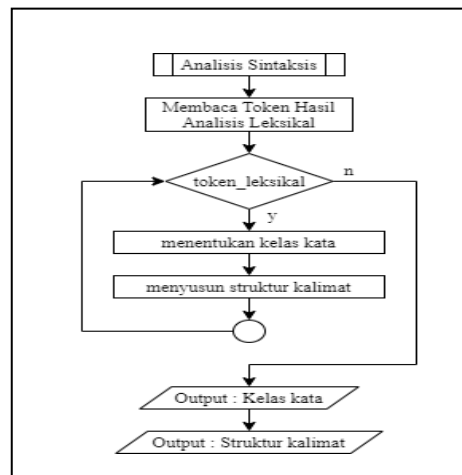 Analisis Sintaksis
Membaca Token Hasil
Analisis Leksikal
token_leksikal
n
y
menentukan kelas kata
menyusun struktur kalimat
Output : Kelas kata
Output : Struktur kalimat